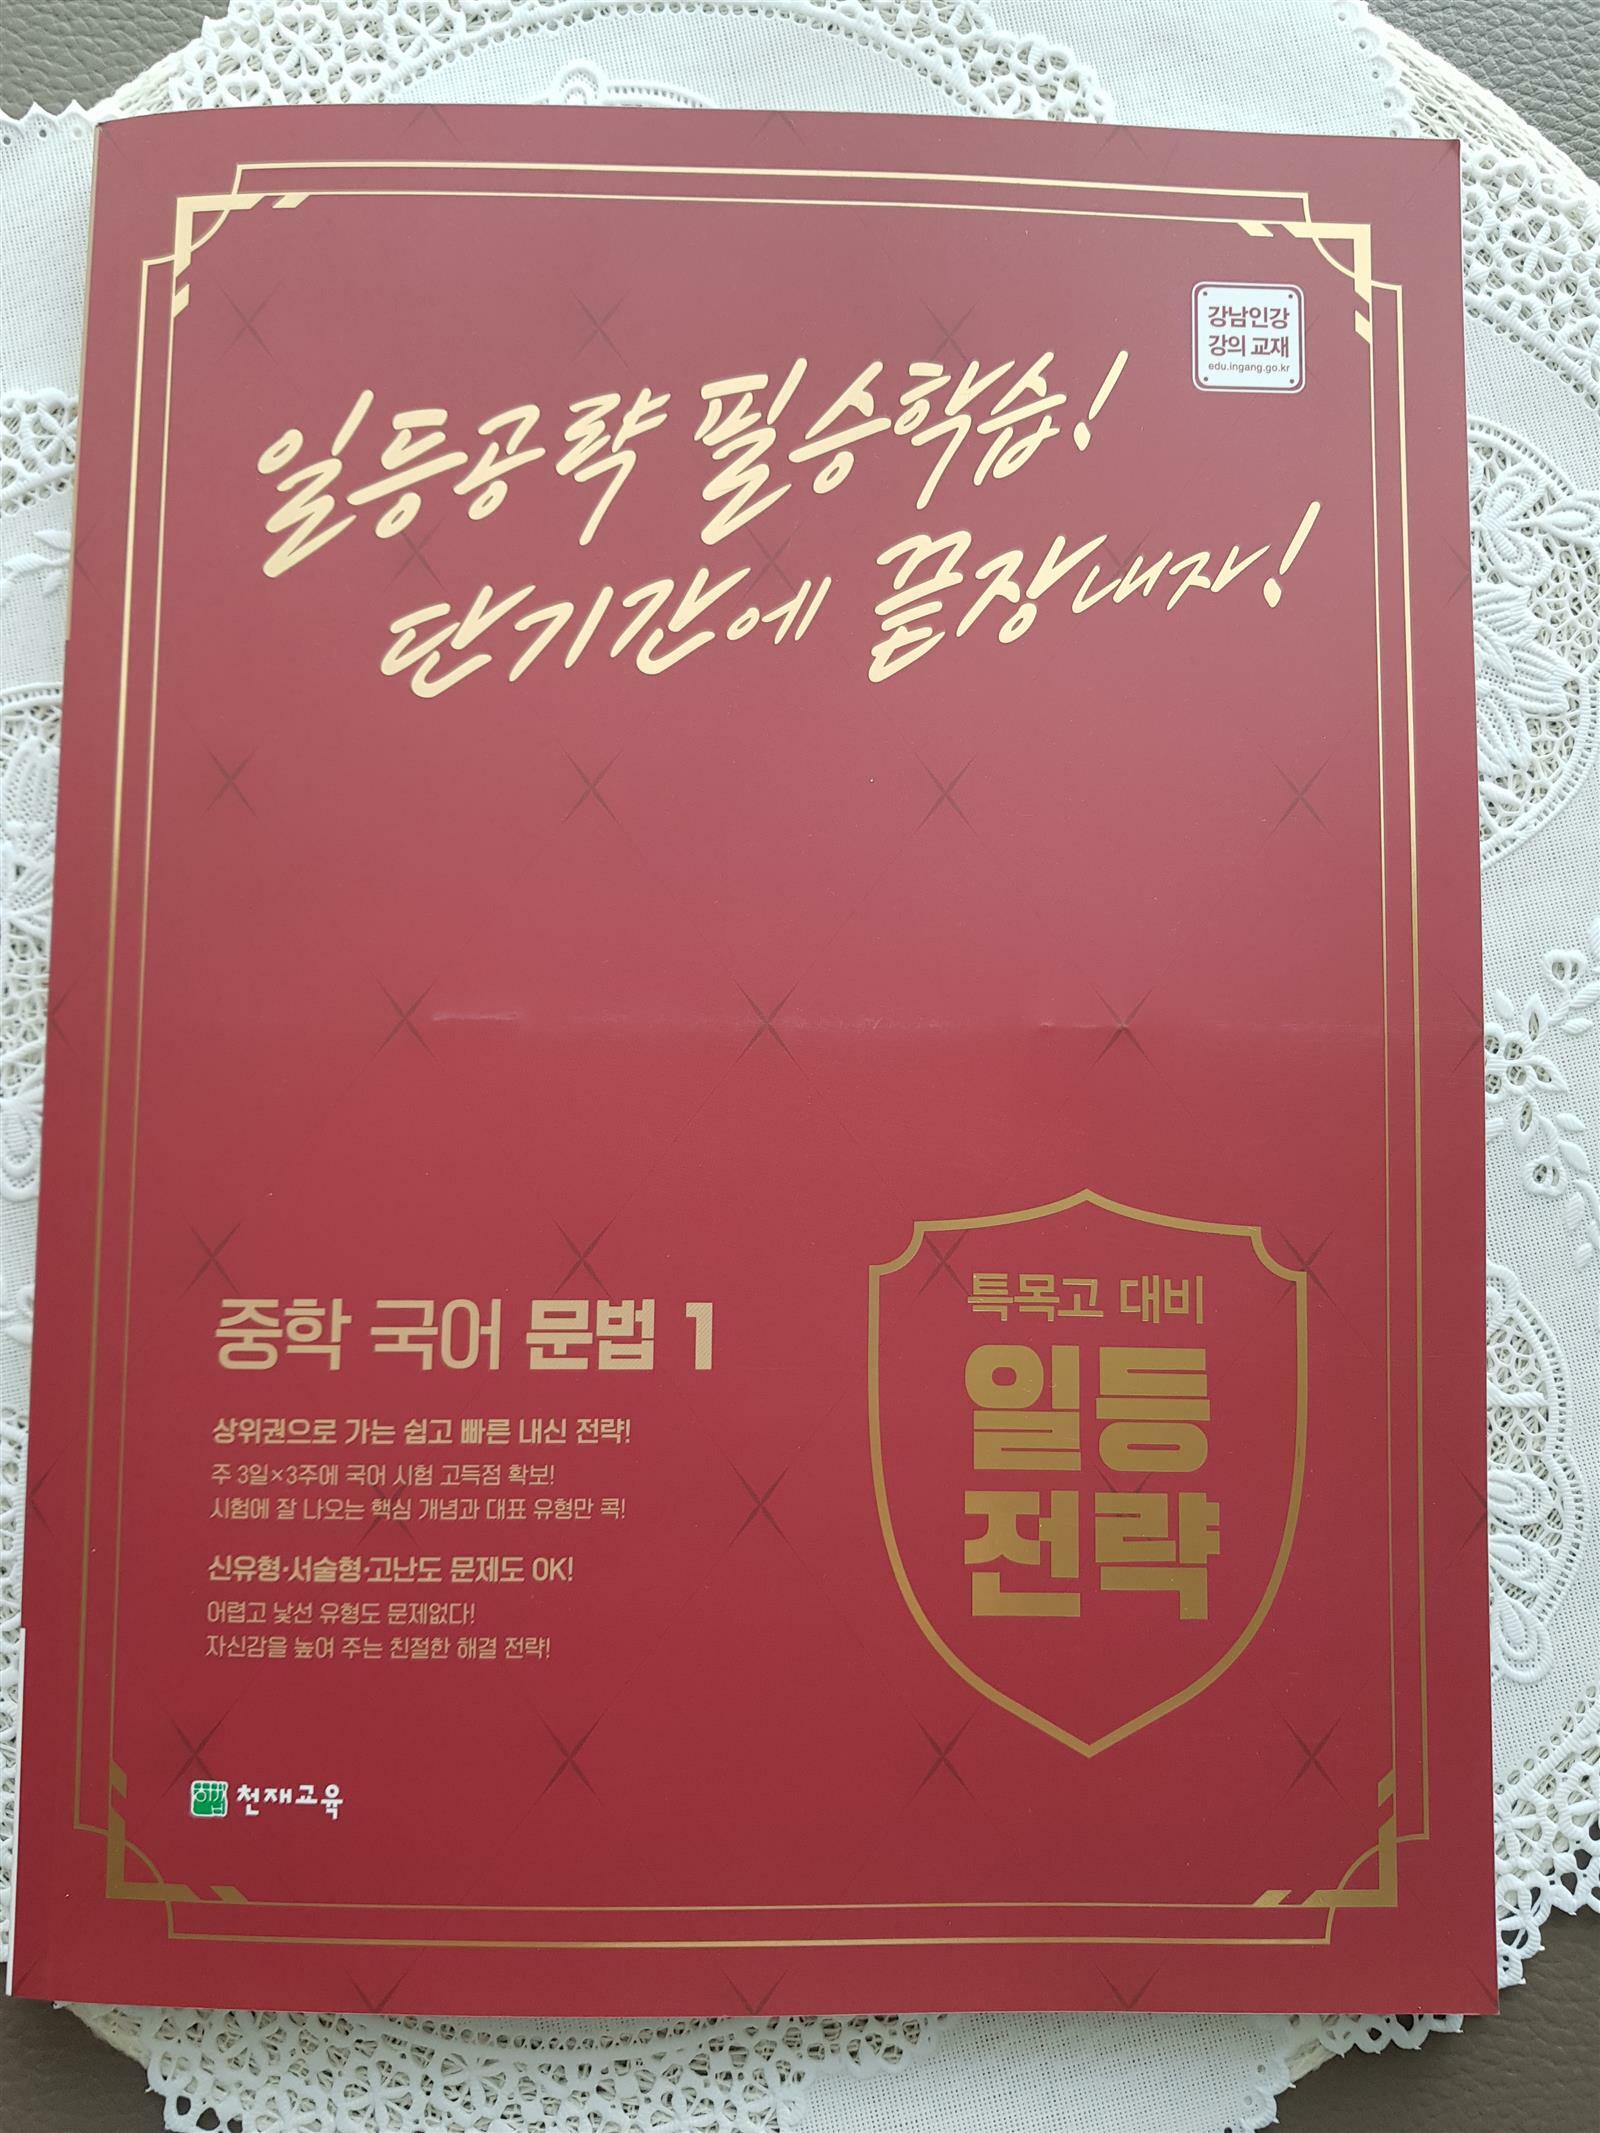 강남인강
강의 교재
edu.ingang.go.kr
일등공략 필승학습!
단기간에 끝장내자!
특목고 대비
일등
전략
중학 국어 문법 1
상위권으로 가는 쉽고 빠른 내신 전략!
주 3일×3주에 국어 시험 고득점 확보!
시험에 잘 나오는 핵심 개념과 대표 유형만 콕!
신유형·서술형·고난도 문제도 OK!
어렵고 낯선 유형도 문제없다!
자신감을 높여 주는 친절한 해결 전략!
해법 천재교육